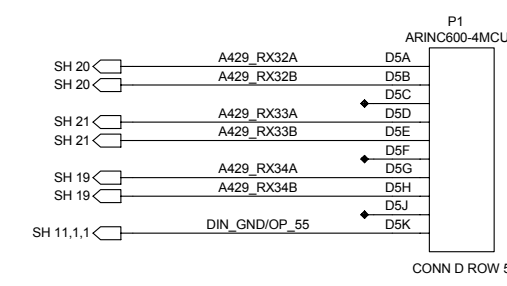 P1
ARINC600-4MCU
SH 20 A429_RX32A D5A
SH 20 A429_RX32B D5B
D5C
SH 21 A429_RX33A D5D
SH 21 A429_RX33B D5E
D5F
SH 19 A429_RX34A D5G
SH 19 A429_RX34B D5H
D5J
SH 11,1,1 DIN_GND/OP_55 D5K
CONN D ROW 5